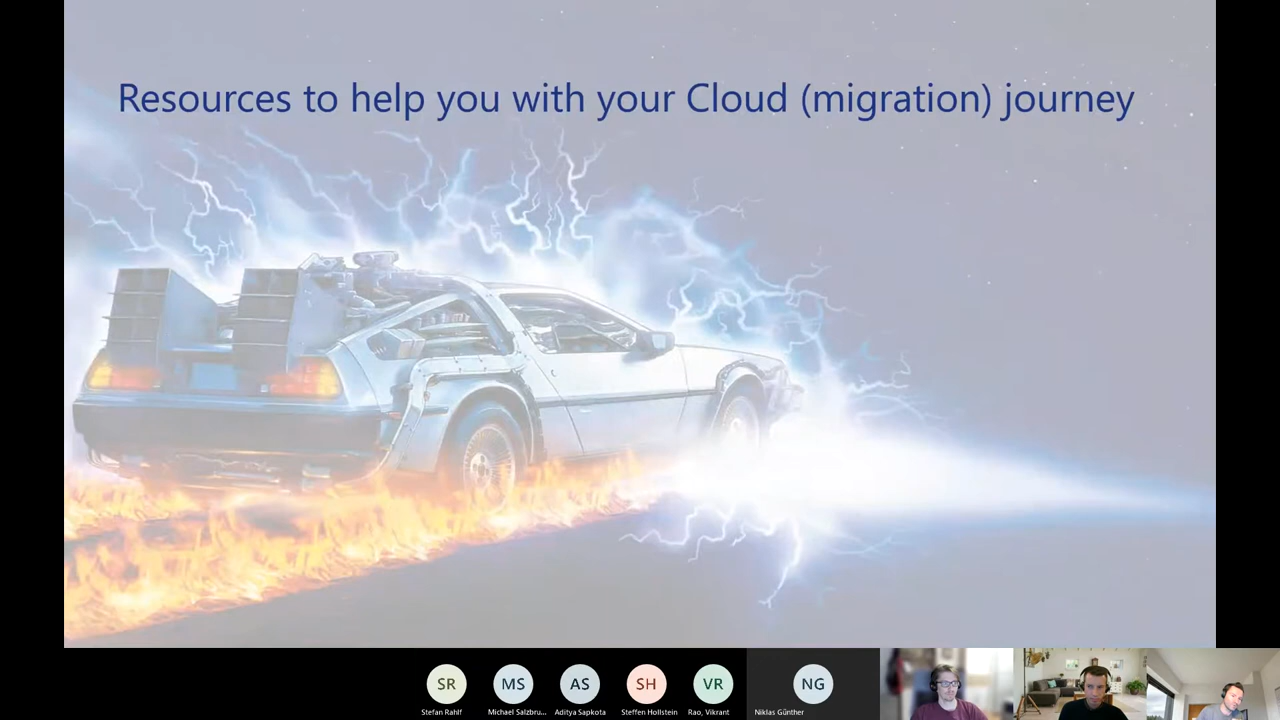 Resources to help you with your Cloud (migration) journey
SR
MS
AS
SH
VR
NG
Stefan Rahlf
Michael Salzbru...
Aditya Sapkota
Steffen Hollstein
Rao, Vikrant
Niklas Günther